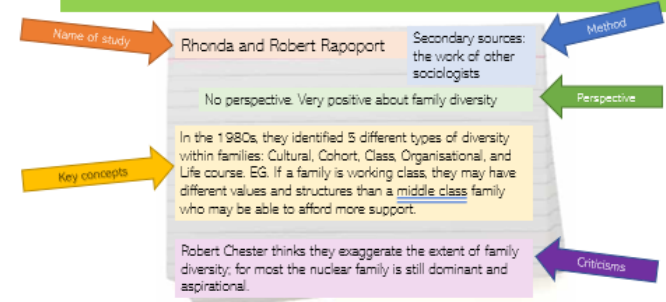 Name of study
Rhonda and Robert Rapoport
Secondary sources:
the work of other
sociologists
Method
No perspective. Very positive about family diversity
Perspective
In the 1980s, they identified 5 different types of diversity
within families: Cultural, Cohort, Class, Organisational, and
Life course. EG. If a family is working class, they may have
different values and structures than a middle class family
who may be able to afford more support.
Key concepts
Robert Chester thinks they exaggerate the extent of family
diversity; for most the nuclear family is still dominant and
aspirational.
Criticisms